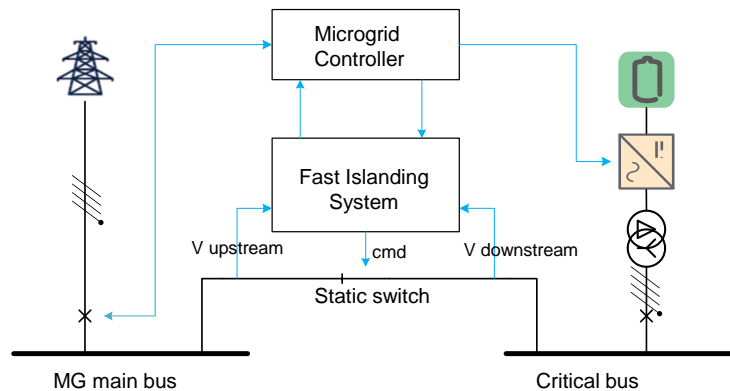 Microgrid
Controller
Fast Islanding
System
V upstream
cmd
V downstream
Static switch
MG main bus
Critical bus